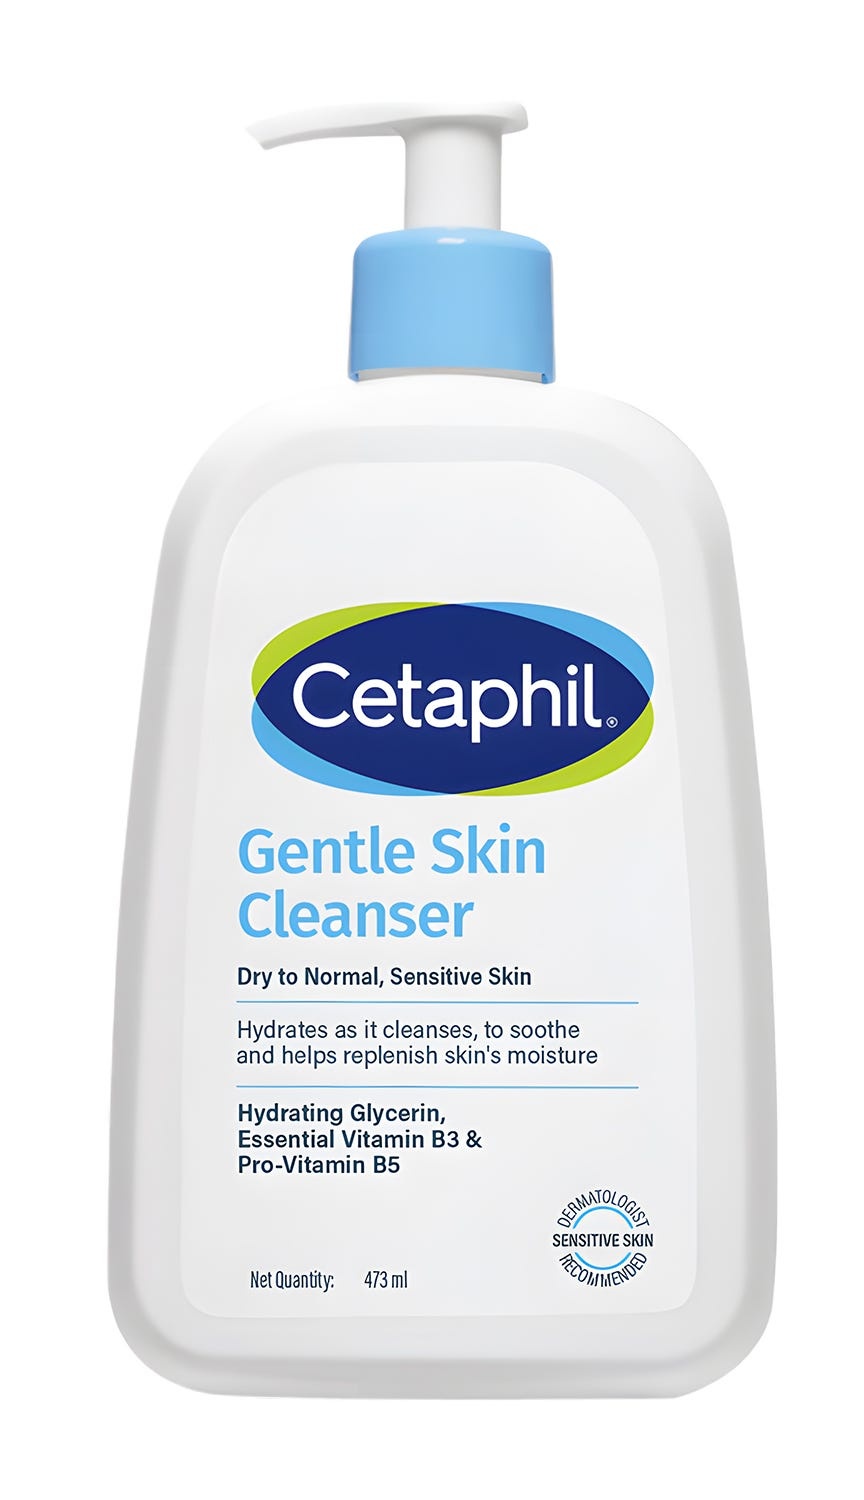 Cetaphil®
Gentle Skin
Cleanser
Dry to Normal, Sensitive Skin
Hydrates as it cleanses, to soothe
and helps replenish skin's moisture
Hydrating Glycerin,
Essential Vitamin B3 &
Pro-Vitamin B5
DERMATOLOGIST
SENSITIVE SKIN
RECOMMENDED
Net Quantity: 473 ml